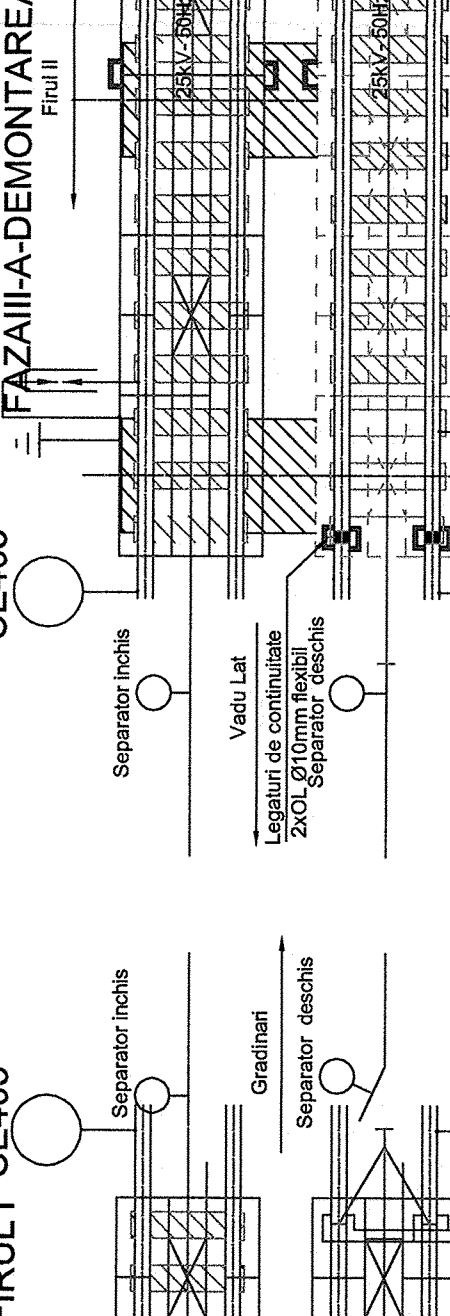 FAZAIII-A-DEMONTAREA
Firul II
25kV-50H
25kV-50H
Separator inchis
Vadu Lat
Legaturi de continuitate
2xOL Ø10mm flexibil
Separator deschis
Separator inchis
Gradinari
Separator deschis